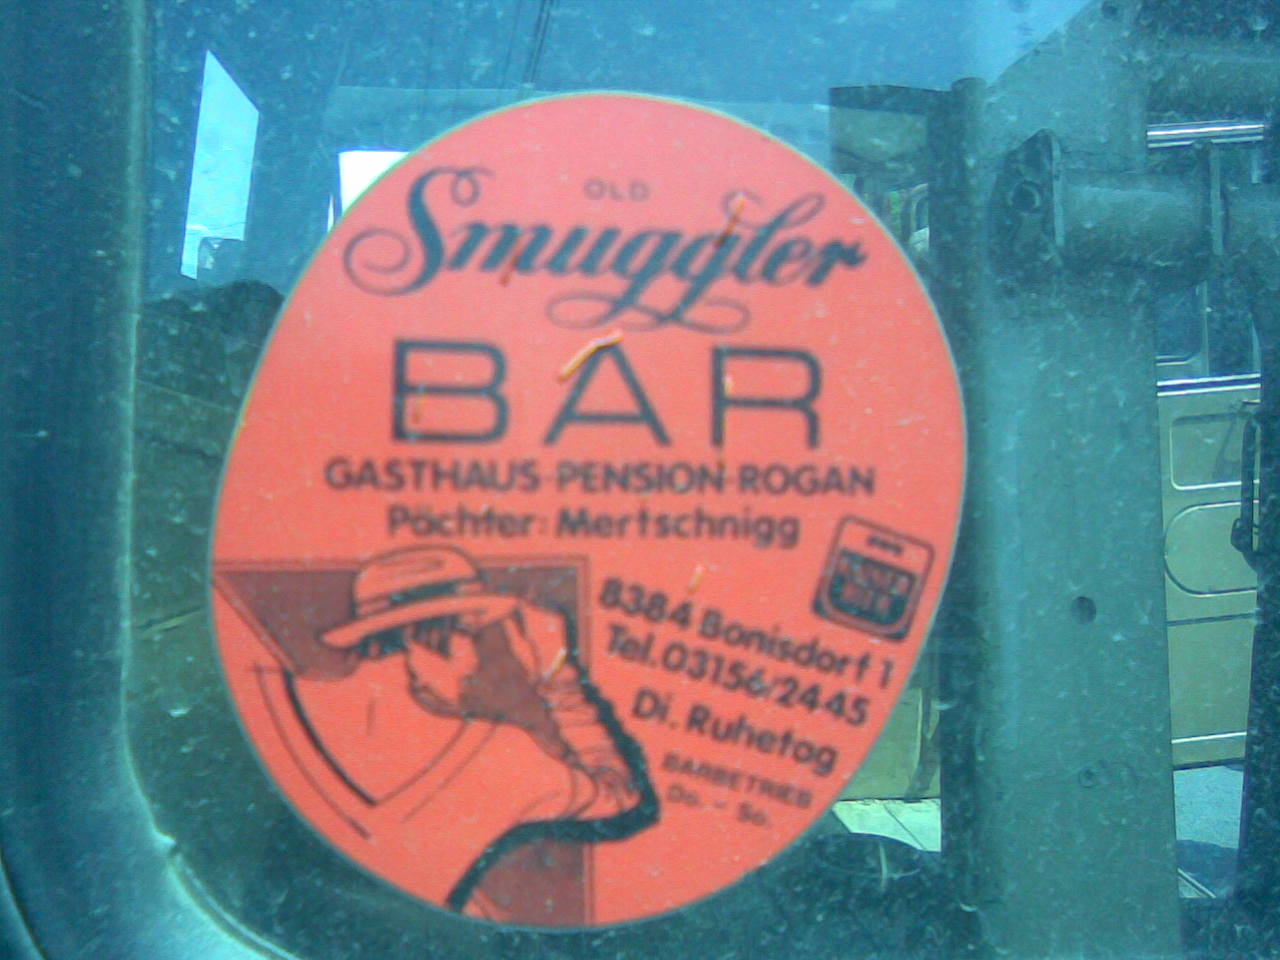 OLD
Smuggler
BAR
GASTHAUS-PENSION-ROGAN
Pächter: Mertschnigg
8384 Bonisdorf 1
Tel. 03156/2445
Di. Ruhetag
BARBETRIEB
Do. - So.